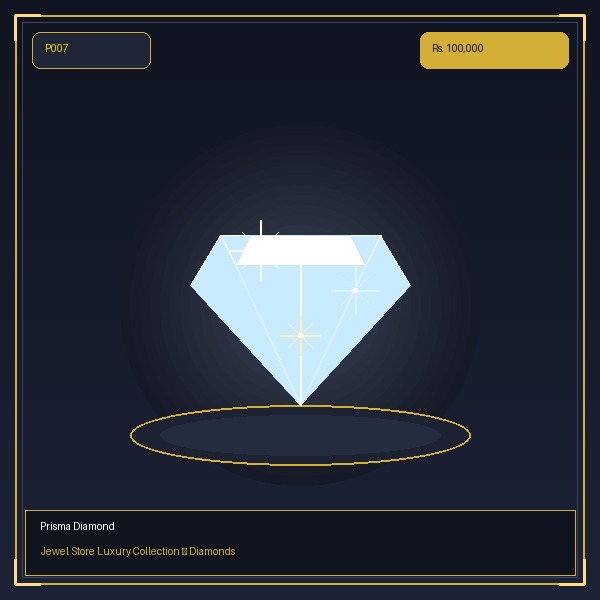 P007
Rs. 100,000
Prisma Diamond
Jewel Store Luxury Collection ▯ Diamonds